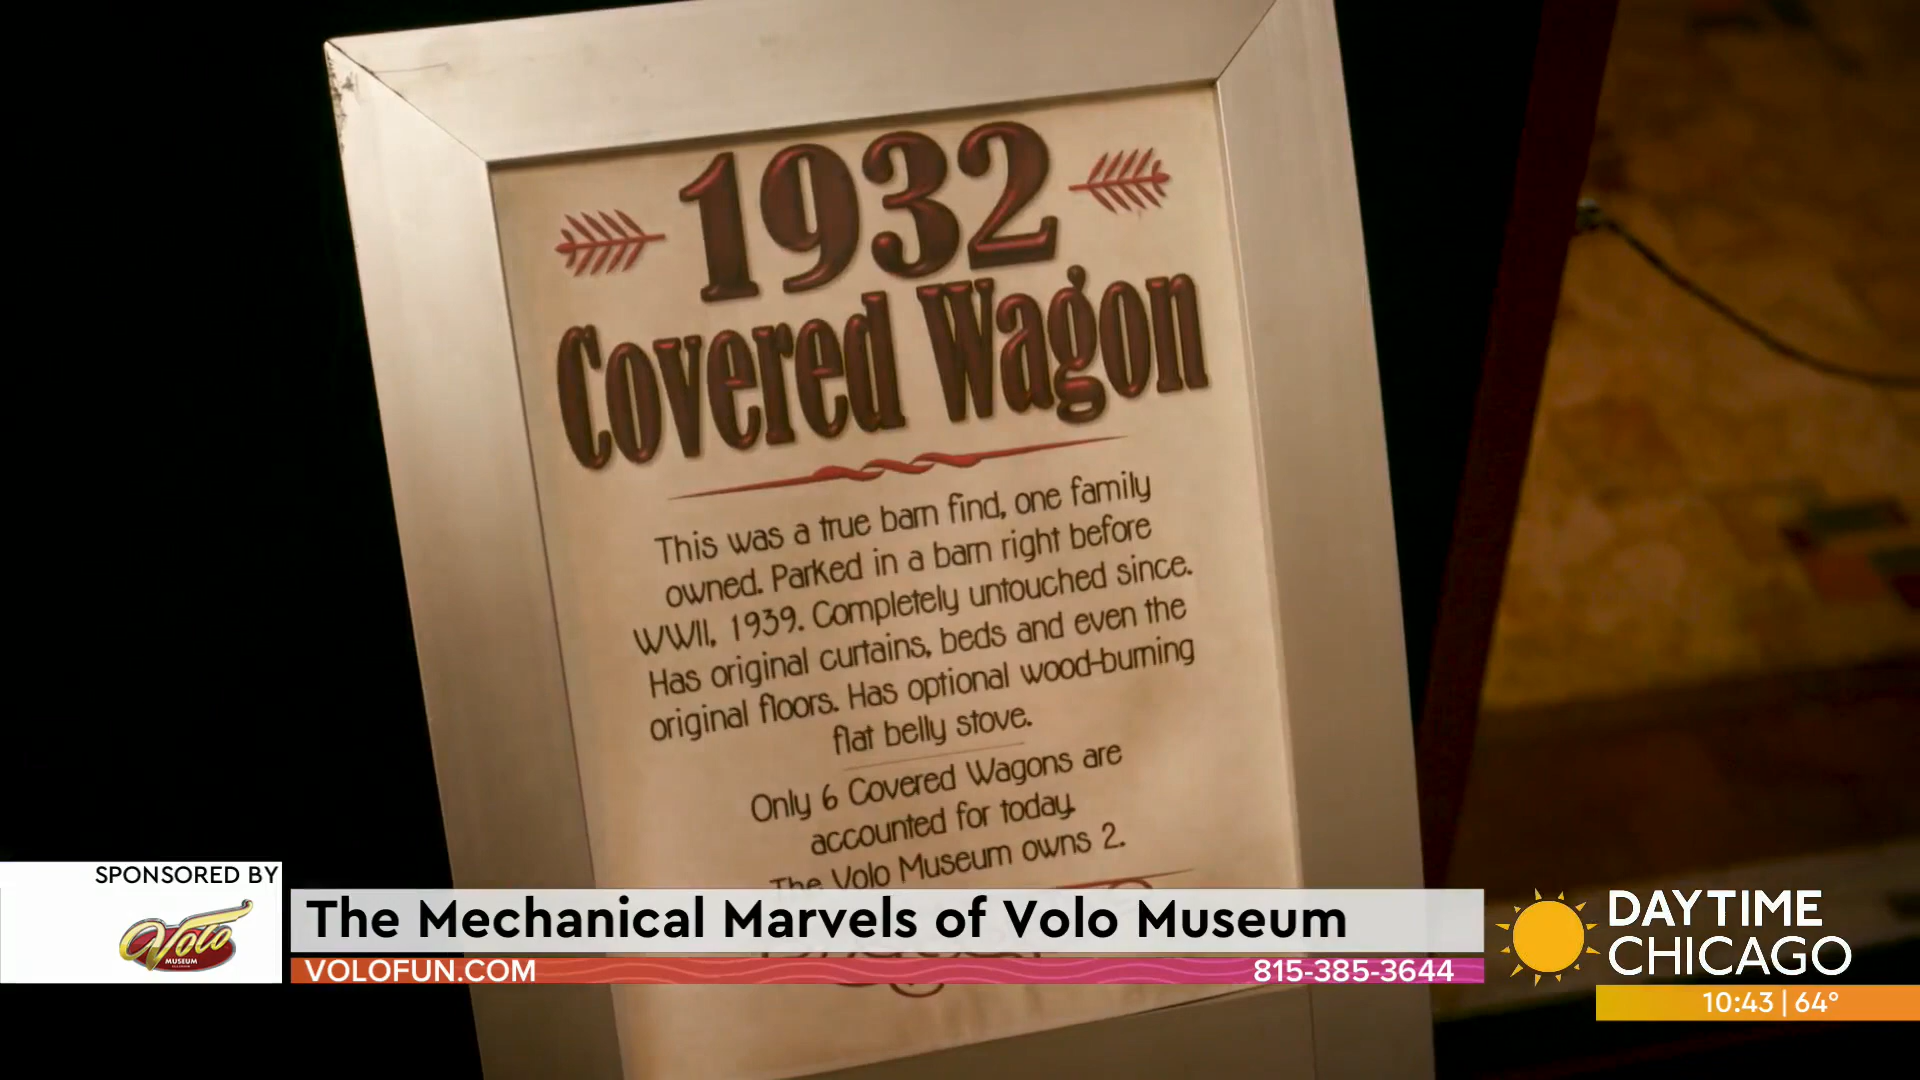 1932
Covered Wagon
This was a true barn find, one family
owned. Parked in a barn right before
WWII, 1939. Completely untouched since.
Has original curtains, beds and even the
original floors. Has optional wood-burning
flat belly stove.
Only 6 Covered Wagons are
accounted for today.
The Volo Museum owns 2.
SPONSORED BY
Volo
MUSEUM
The Mechanical Marvels of Volo Museum
VOLOFUN.COM
815-385-3644
DAYTIME
CHICAGO
10:43 | 64°